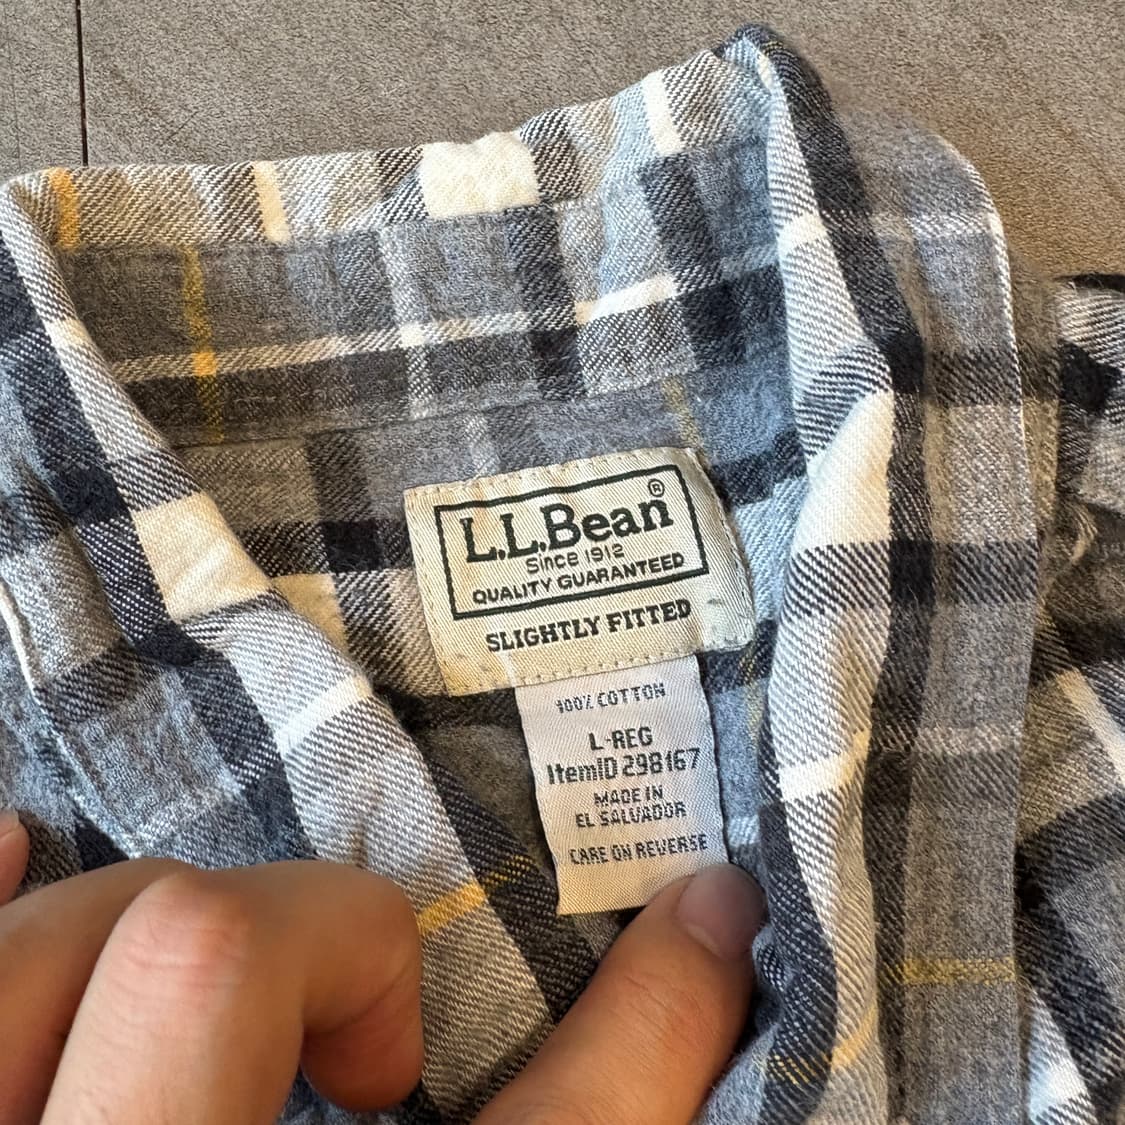 L.L.Bean®
Since 1912
QUALITY GUARANTEED
SLIGHTLY FITTED
100% COTTON
L-REG
ItemID 298167
MADE IN
EL SALVADOR
CARE ON REVERSE